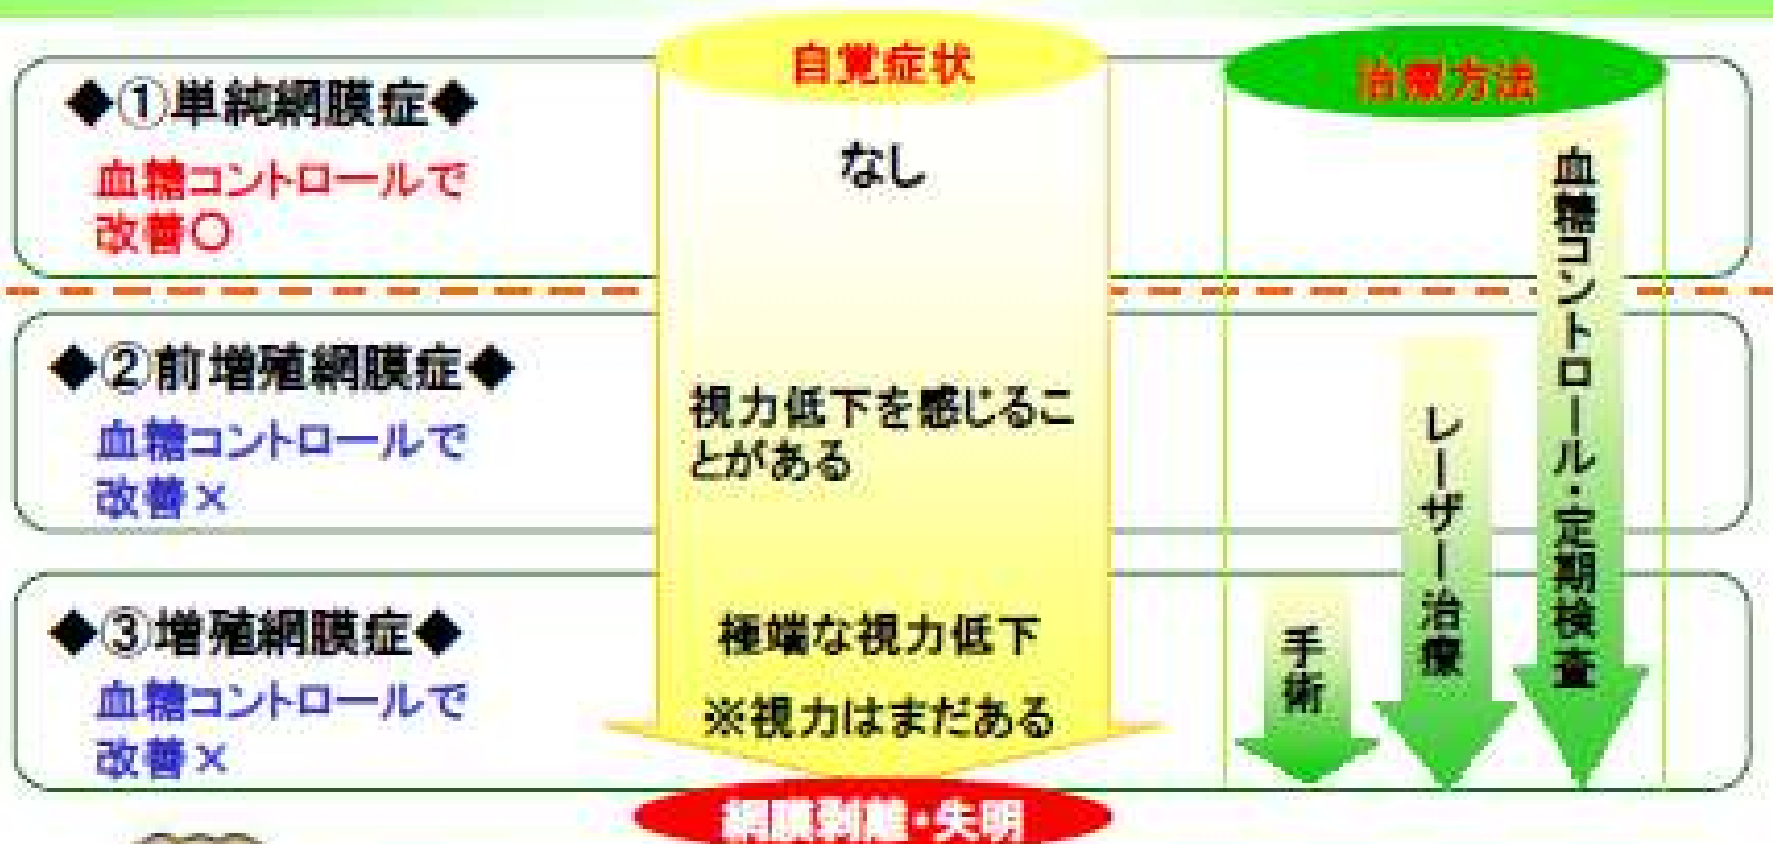 自覚症状
治療方法
◆①単純網膜症◆
血糖コントロールで
改善○
なし
◆②前増殖網膜症◆
血糖コントロールで
改善×
視力低下を感じるこ
とがある
◆③増殖網膜症◆
血糖コントロールで
改善×
極端な視力低下
※視力はまだある
手術
レーザー治療
血糖コントロール・定期検査
網膜剥離・失明